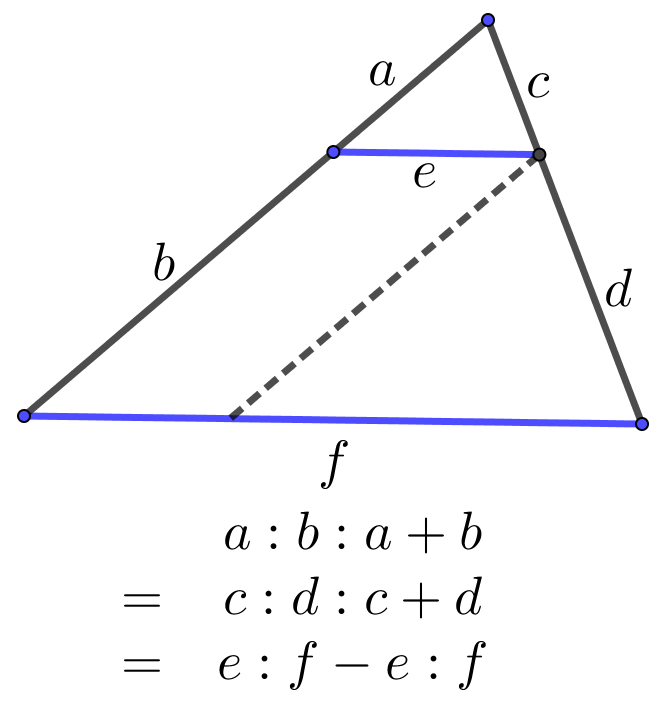 a
c
e
b
d
f
a : b : a + b
= c : d : c + d
= e : f − e : f